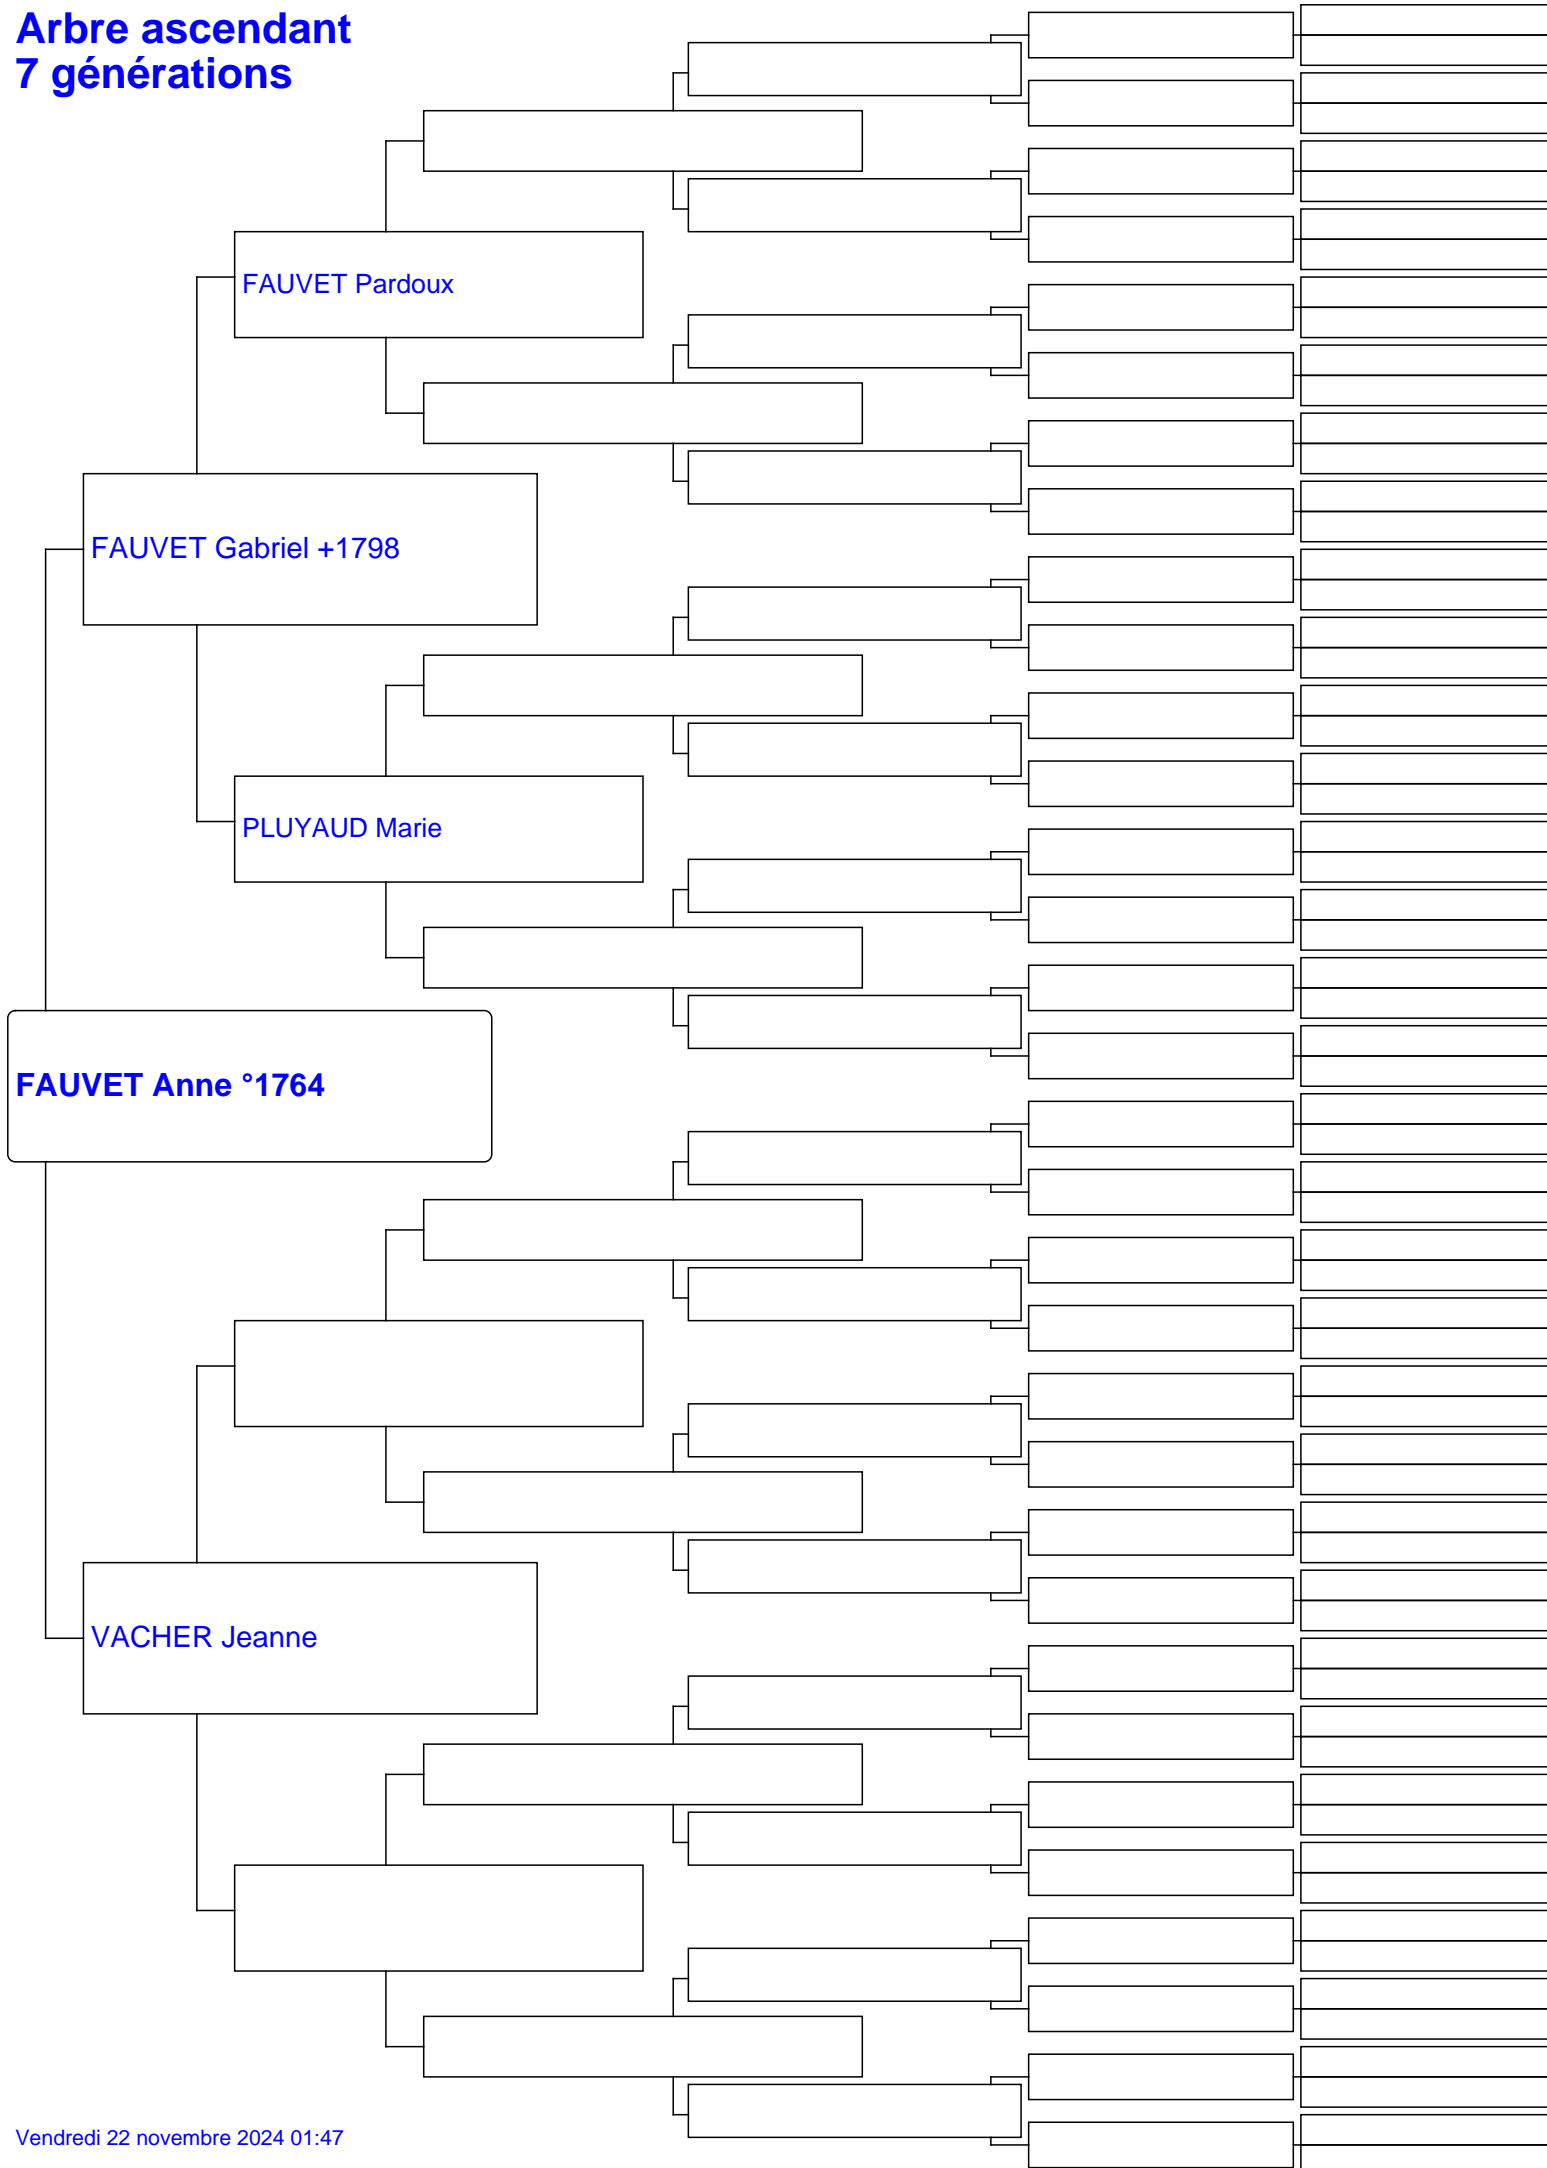 Arbre ascendant
7 générations
FAUVET Pardoux
FAUVET Gabriel +1798
PLUYAUD Marie
FAUVET Anne °1764
VACHER Jeanne
Vendredi 22 novembre 2024 01:47